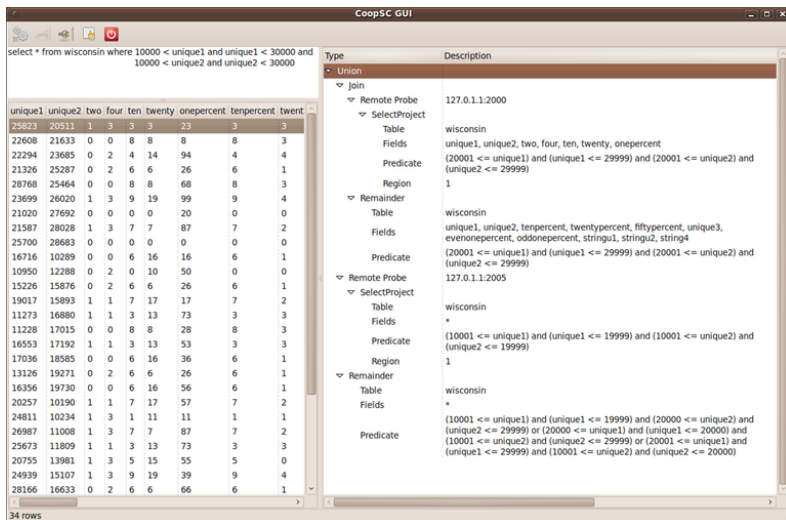 CoopSC GUI
select * from wisconsin where 10000 < unique1 and unique1 < 30000 and
10000 < unique2 and unique2 < 30000
unique1 unique2 two four ten twenty onepercent tenpercent twent
25823 20511 1 3 3 3 23 3 3
22608 21633 0 0 8 8 8 8 3
22294 23685 0 2 4 14 94 4 4
21326 25287 0 2 6 6 26 6 1
28768 25464 0 0 8 8 68 8 3
23699 26020 1 3 9 19 99 9 4
21020 27692 0 0 0 0 20 0 0
21587 28028 1 3 7 7 87 7 2
25700 28683 0 0 0 0 0 0 0
16716 10289 0 0 6 16 16 6 1
10950 12288 0 2 0 10 50 0 0
15226 15876 0 2 6 6 26 6 1
19017 15893 1 1 7 17 17 7 2
11273 16880 1 1 3 13 73 3 3
11228 17015 0 0 8 8 28 8 3
16553 17192 1 1 3 13 53 3 3
17036 18585 0 0 6 16 36 6 1
13126 19271 0 2 6 6 26 6 1
16356 19730 0 0 6 16 56 6 1
20257 10190 1 1 7 17 57 7 2
24811 10234 1 3 1 11 11 1 1
26987 11008 1 3 7 7 87 7 2
25673 11809 1 1 3 13 73 3 3
20755 13981 1 3 5 15 55 5 0
24939 15107 1 3 9 19 39 9 4
28166 16633 0 2 6 6 66 6 1
34 rows
Type Description
Union
Join
Remote Probe 127.0.1.1:2000
SelectProject
Table wisconsin
Fields unique1, unique2, two, four, ten, twenty, onepercent
Predicate (20001 <= unique1) and (unique1 <= 29999) and (20001 <= unique2) and
(unique2 <= 29999)
Region 1
Remainder
Table wisconsin
Fields unique1, unique2, tenpercent, twentypercent, fiftypercent, unique3,
evenonepercent, oddonepercent, stringu1, stringu2, string4
Predicate (20001 <= unique1) and (unique1 <= 29999) and (20001 <= unique2) and
(unique2 <= 29999)
Remote Probe 127.0.1.1:2005
SelectProject
Table wisconsin
Fields *
Predicate (10001 <= unique1) and (unique1 <= 19999) and (10001 <= unique2) and
(unique2 <= 19999)
Region 1
Remainder
Table wisconsin
Fields *
Predicate (10001 <= unique1) and (unique1 <= 19999) and (20000 <= unique2) and
(unique2 <= 29999) or (20000 <= unique1) and (unique1 <= 20000) and
(10001 <= unique2) and (unique2 <= 29999) or (20001 <= unique1) and
(unique1 <= 29999) and (10001 <= unique2) and (unique2 <= 20000)